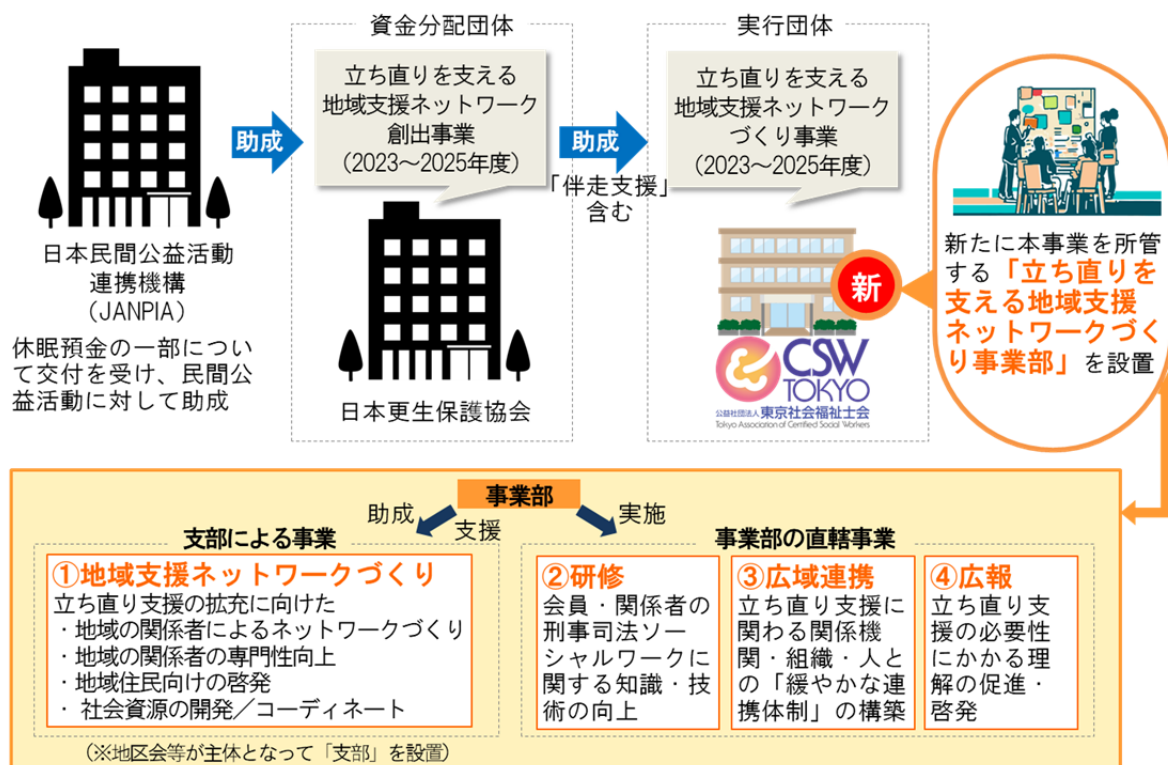 資金分配団体
実行団体
立ち直りを支える
地域支援ネットワーク
創出事業
(2023～2025年度)
立ち直りを支える
地域支援ネットワーク
づくり事業
(2023～2025年度)
助成
助成
「伴走支援」
含む
日本民間公益活動
連携機構
(JANPIA)
休眠預金の一部につい
て交付を受け、民間公
益活動に対して助成
日本更生保護協会
新
CSW
TOKYO
公益社団法人 東京社会福祉士会
Tokyo Association of Certified Social Workers
新たに本事業を所管
する「立ち直りを
支える地域支援
ネットワークづく
り事業部」を設置
事業部
助成
支援
実施
支部による事業
①地域支援ネットワークづくり
立ち直り支援の拡充に向けた
・地域の関係者によるネットワークづくり
・地域の関係者の専門性向上
・地域住民向けの啓発
・社会資源の開発／コーディネート
(※地区会等が主体となって「支部」を設置)
事業部の直轄事業
②研修
会員・関係者の
刑事司法ソー
シャルワークに
関する知識・技
術の向上
③広域連携
立ち直り支援に
関わる関係機
関・組織・人と
の「緩やかな連
携体制」の構築
④広報
立ち直り支
援の必要性
にかかる理
解の促進・
啓発